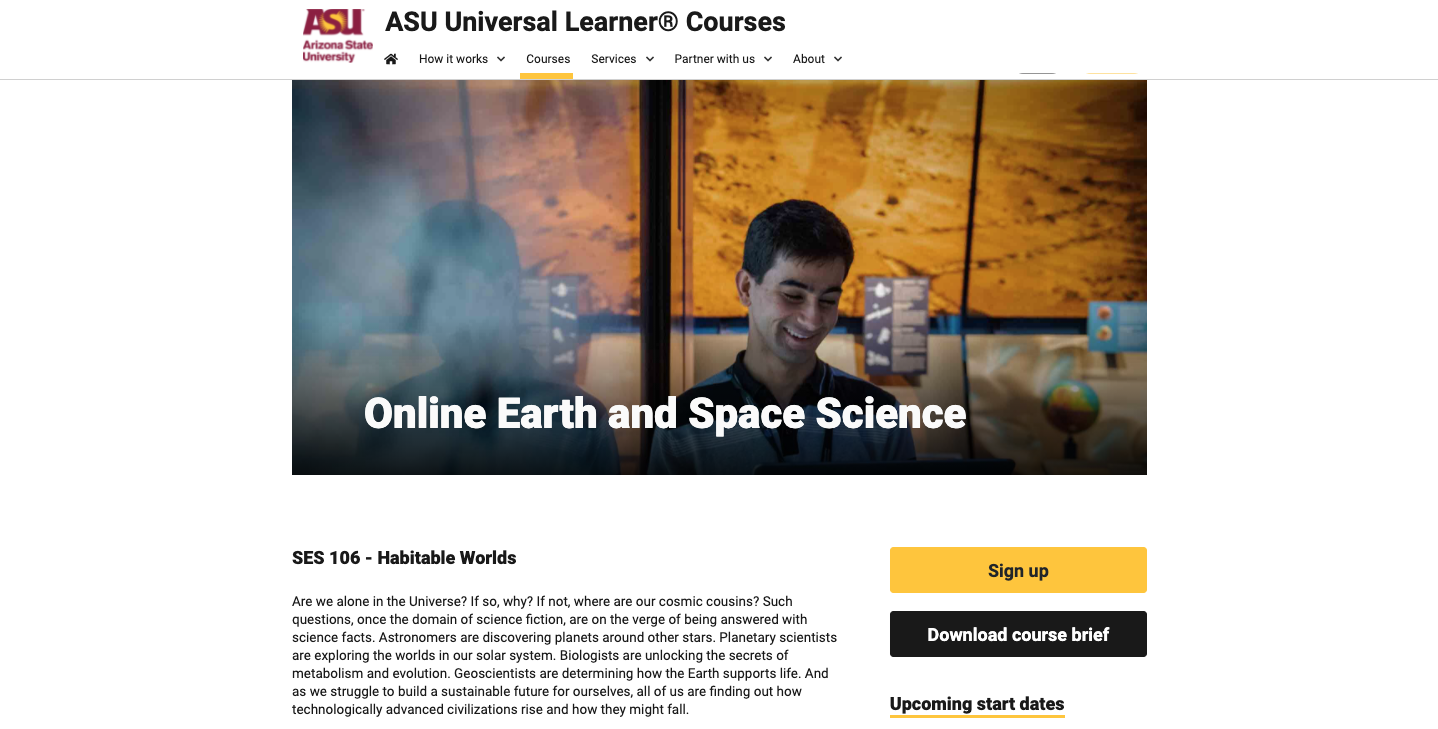 ASU
Arizona State
University
ASU Universal Learner® Courses
How it works
Courses
Services
Partner with us
About
Online Earth and Space Science
SES 106 - Habitable Worlds
Are we alone in the Universe? If so, why? If not, where are our cosmic cousins? Such
questions, once the domain of science fiction, are on the verge of being answered with
science facts. Astronomers are discovering planets around other stars. Planetary scientists
are exploring the worlds in our solar system. Biologists are unlocking the secrets of
metabolism and evolution. Geoscientists are determining how the Earth supports life. And
as we struggle to build a sustainable future for ourselves, all of us are finding out how
technologically advanced civilizations rise and how they might fall.
Sign up
Download course brief
Upcoming start dates